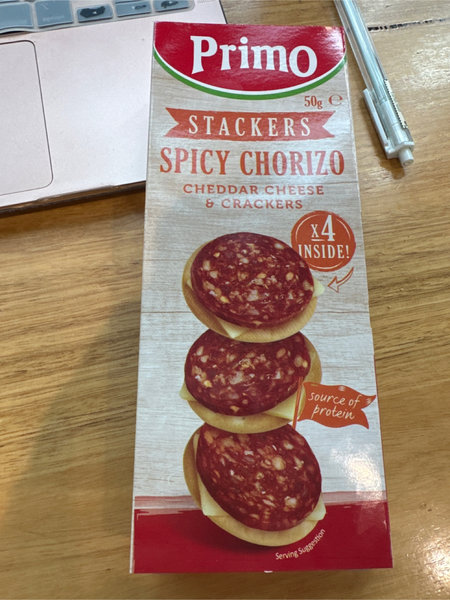 Primo
50g ℮
STACKERS
SPICY CHORIZO
CHEDDAR CHEESE
& CRACKERS
x4
INSIDE!
source of
protein
Serving Suggestion